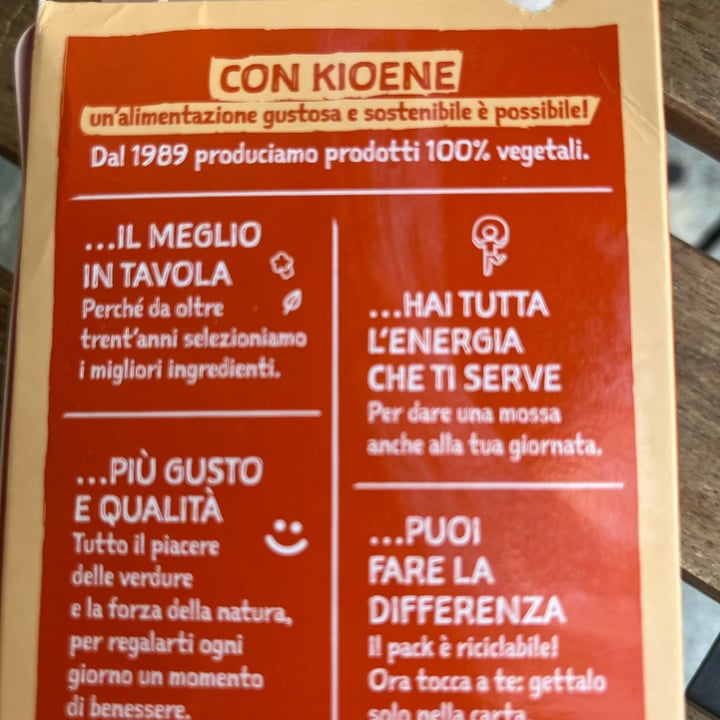 CON KIOENE
un'alimentazione gustosa e sostenibile è possibile!
Dal 1989 produciamo prodotti 100% vegetali.
...IL MEGLIO
IN TAVOLA
Perché da oltre
trent'anni selezioniamo
i migliori ingredienti.
...PIÙ GUSTO
E QUALITÀ
Tutto il piacere
delle verdure
e la forza della natura,
per regalarti ogni
giorno un momento
di benessere.
...HAI TUTTA
L'ENERGIA
CHE TI SERVE
Per dare una mossa
anche alla tua giornata.
...PUOI
FARE LA
DIFFERENZA
Il pack è riciclabile!
Ora tocca a te: gettalo
solo nella carta.